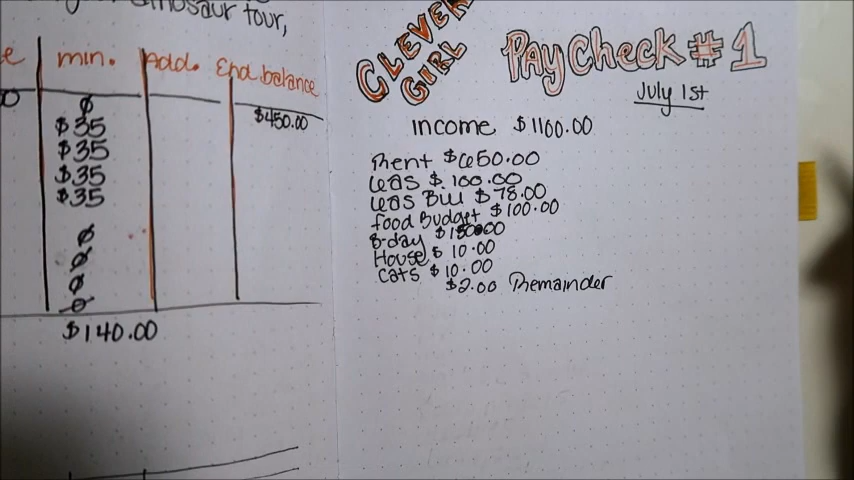 Dinosaur tour,
min. Add. End balance
Ø $450.00
$35
$35
$35
$35
Ø
Ø
Ø
Ø
$140.00
CLEVER
GIRL
PayCheck #1
July 1st
income $1100.00
Rent $650.00
Gas $.100.00
Gas Bill $78.00
Food Budget $100.00
B-day $150.00
House $10.00
Cats $10.00
$2.00 Remainder